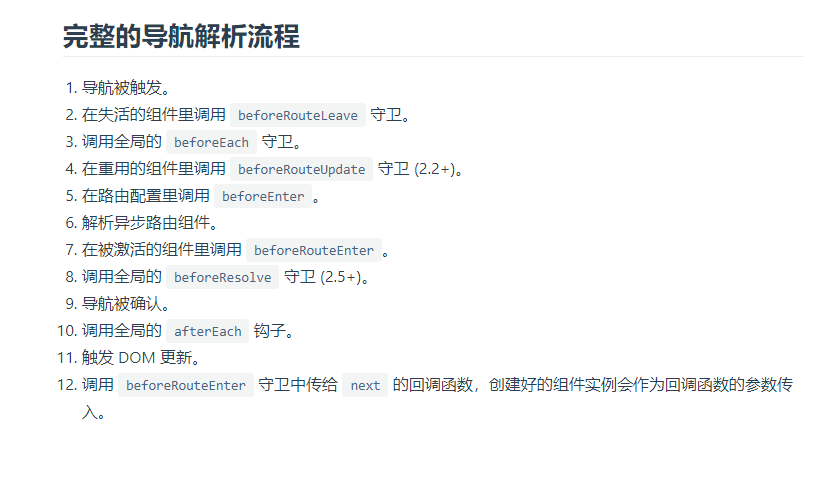 完整的导航解析流程
1. 导航被触发。
2. 在失活的组件里调用 beforeRouteLeave 守卫。
3. 调用全局的 beforeEach 守卫。
4. 在重用的组件里调用 beforeRouteUpdate 守卫 (2.2+)。
5. 在路由配置里调用 beforeEnter 。
6. 解析异步路由组件。
7. 在被激活的组件里调用 beforeRouteEnter 。
8. 调用全局的 beforeResolve 守卫 (2.5+)。
9. 导航被确认。
10. 调用全局的 afterEach 钩子。
11. 触发 DOM 更新。
12. 调用 beforeRouteEnter 守卫中传给 next 的回调函数，创建好的组件实例会作为回调函数的参数传
入。